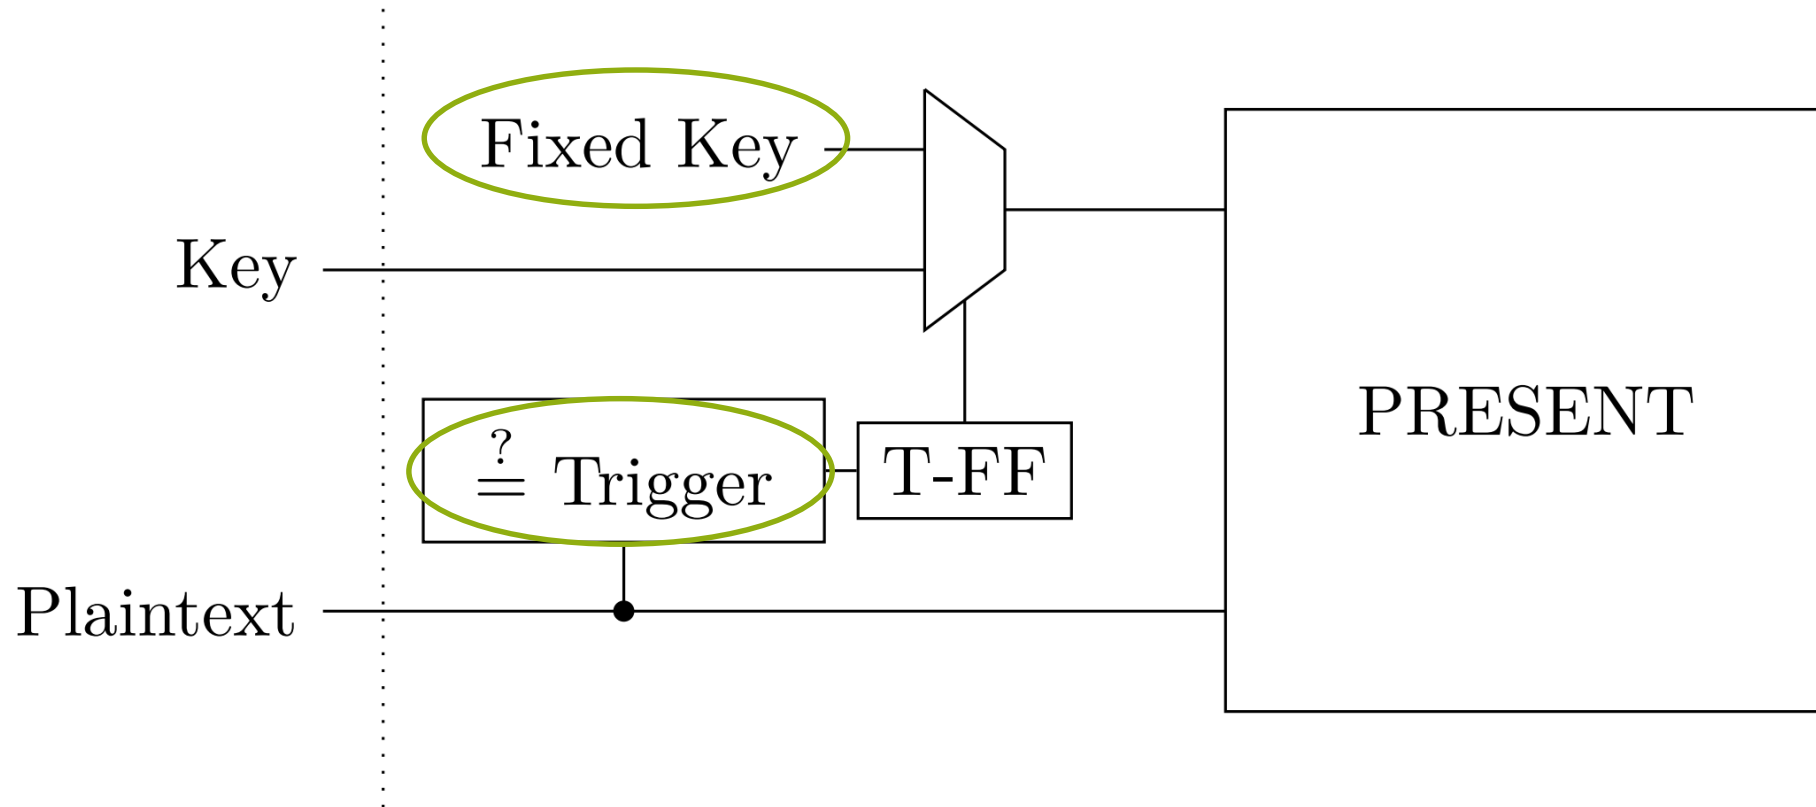 Fixed Key
Key
?
= Trigger
T-FF
PRESENT
Plaintext